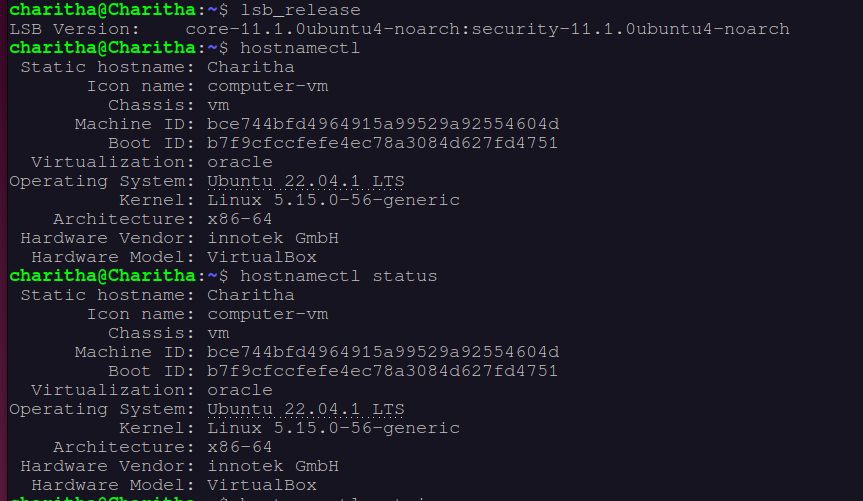 charitha@Charitha:~$ lsb_release
LSB Version:    core-11.1.0ubuntu4-noarch:security-11.1.0ubuntu4-noarch
charitha@Charitha:~$ hostnamectl
Static hostname: Charitha
Icon name: computer-vm
Chassis: vm
Machine ID: bce744bfd4964915a99529a92554604d
Boot ID: b7f9cfccfefe4ec78a3084d627fd4751
Virtualization: oracle
Operating System: Ubuntu 22.04.1 LTS
Kernel: Linux 5.15.0-56-generic
Architecture: x86-64
Hardware Vendor: innotek GmbH
Hardware Model: VirtualBox
charitha@Charitha:~$ hostnamectl status
Static hostname: Charitha
Icon name: computer-vm
Chassis: vm
Machine ID: bce744bfd4964915a99529a92554604d
Boot ID: b7f9cfccfefe4ec78a3084d627fd4751
Virtualization: oracle
Operating System: Ubuntu 22.04.1 LTS
Kernel: Linux 5.15.0-56-generic
Architecture: x86-64
Hardware Vendor: innotek GmbH
Hardware Model: VirtualBox
charitha@Charitha:~$